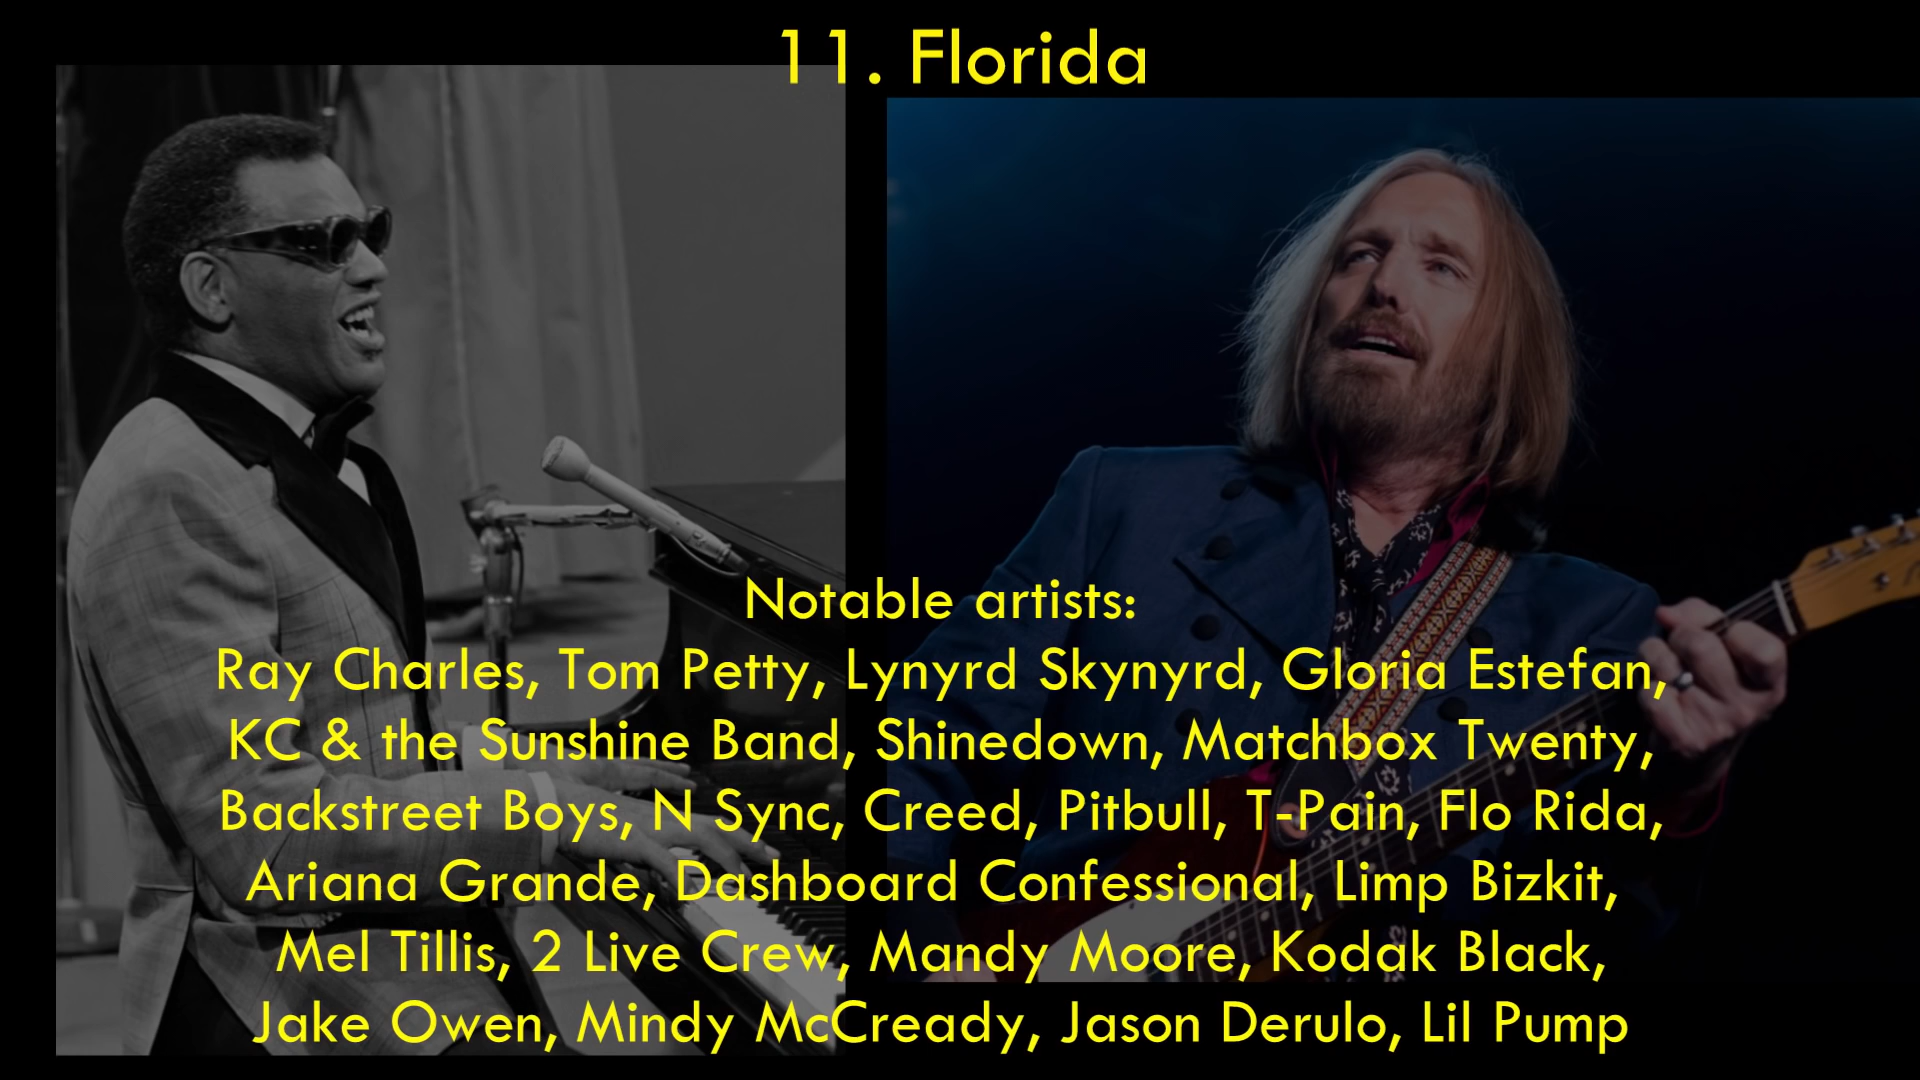 11. Florida
Notable artists:
Ray Charles, Tom Petty, Lynyrd Skynyrd, Gloria Estefan,
KC & the Sunshine Band, Shinedown, Matchbox Twenty,
Backstreet Boys, N Sync, Creed, Pitbull, T-Pain, Flo Rida,
Ariana Grande, Dashboard Confessional, Limp Bizkit,
Mel Tillis, 2 Live Crew, Mandy Moore, Kodak Black,
Jake Owen, Mindy McCready, Jason Derulo, Lil Pump